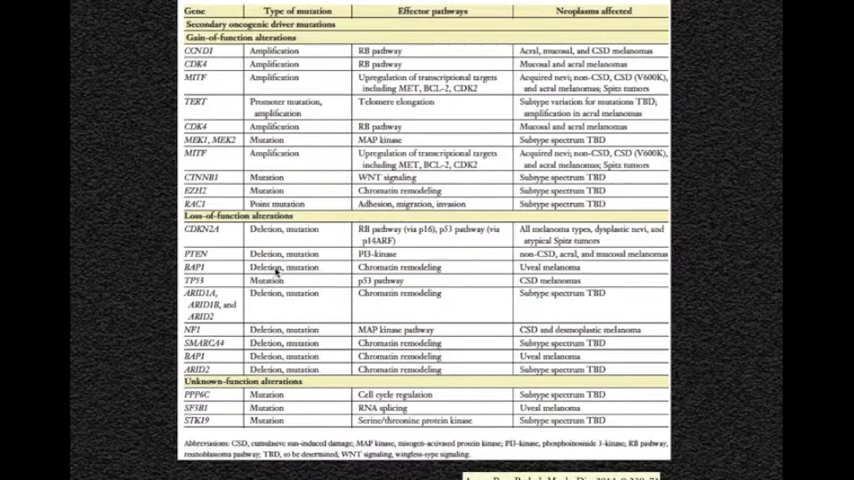 Gene Type of mutation Effector pathways Neoplasms affected
Secondary oncogenic driver mutations
Gain-of-function alterations
CCND1 Amplification RB pathway Acral, mucosal, and CSD melanomas
CDK4 Amplification RB pathway Mucosal and acral melanomas
MITF Amplification Upregulation of transcriptional targets including MET, BCL-2, CDK2 Acquired nevi; non-CSD, CSD (V600K), and acral melanomas; Spitz tumors
TERT Promoter mutation, amplification Telomere elongation Subtype variation for mutations TBD; amplification in acral melanomas
CDK4 Amplification RB pathway Mucosal and acral melanomas
MEK1, MEK2 Mutation MAP kinase Subtype spectrum TBD
MITF Amplification Upregulation of transcriptional targets including MET, BCL-2, CDK2 Acquired nevi; non-CSD, CSD (V600K), and acral melanomas; Spitz tumors
CTNNB1 Mutation WNT signaling Subtype spectrum TBD
EZH2 Mutation Chromatin remodeling Subtype spectrum TBD
RAC1 Point mutation Adhesion, migration, invasion Subtype spectrum TBD
Loss-of-function alterations
CDKN2A Deletion, mutation RB pathway (via p16), p53 pathway (via p14ARF) All melanoma types, dysplastic nevi, and atypical Spitz tumors
PTEN Deletion, mutation PI3-kinase non-CSD, acral, and mucosal melanomas
BAP1 Deletion, mutation Chromatin remodeling Uveal melanoma
TP53 Mutation p53 pathway CSD melanomas
ARID1A, ARID1B, and ARID2 Deletion, mutation Chromatin remodeling Subtype spectrum TBD
NF1 Deletion, mutation MAP kinase pathway CSD and desmoplastic melanoma
SMARCA4 Deletion, mutation Chromatin remodeling Subtype spectrum TBD
BAP1 Deletion, mutation Chromatin remodeling Uveal melanoma
ARID2 Deletion, mutation Chromatin remodeling Subtype spectrum TBD
Unknown-function alterations
PPP6C Mutation Cell cycle regulation Subtype spectrum TBD
SF3B1 Mutation RNA splicing Uveal melanoma
STK19 Mutation Serine/threonine protein kinase Subtype spectrum TBD
Abbreviations: CSD, cumulative sun-induced damage; MAP kinase, mitogen-activated protein kinase; PI3-kinase, phosphoinositide 3-kinase; RB pathway,
retinoblastoma pathway; TBD, to be determined; WNT signaling, wingless-type signaling.